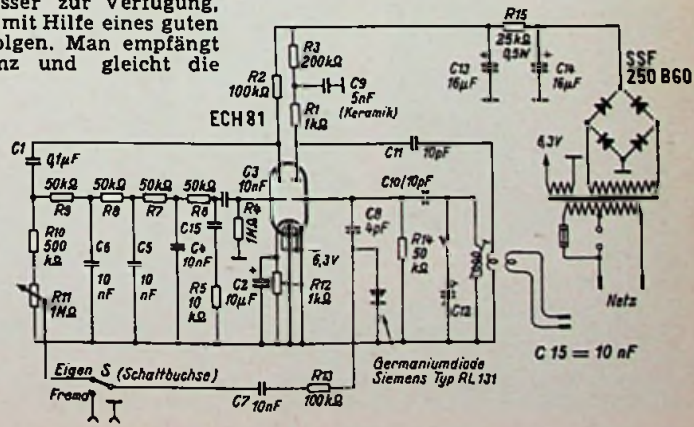 sser zur Verfügung,
mit Hilfe eines guten
olgen. Man empfängt
nz und gleicht die
R15
25kΩ
0,5W
C13
16µF
C14
16µF
SSF
250 B60
R3
200kΩ
R2
100kΩ
C9
5nF
(Keramik)
R1
1kΩ
ECH 81
C1
0,1µF
C11
10pF
6,3V
50kΩ
R9
50kΩ
R8
50kΩ
R7
50kΩ
R6
C3
10nF
C10/10pF
R10
500
kΩ
C6
10
nF
C5
10
nF
C15
C4
10nF
R4
1MΩ
C8
4pF
R14
50
kΩ
6,3V
R11
1MΩ
R5
10
kΩ
C2
10µF
R12
1kΩ
C12
Netz
Eigen S (Schaltbuchse)
Fremd
C7 10nF
R13
100kΩ
Germaniumdiode
Siemens Typ RL 131
C 15 = 10 nF